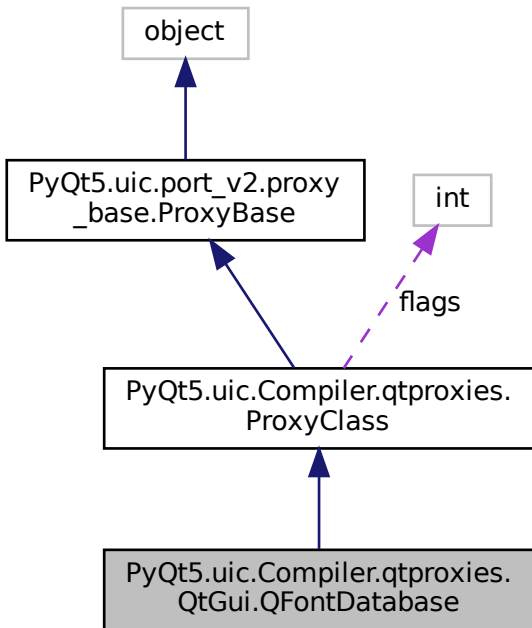 object
PyQt5.uic.port_v2.proxy
_base.ProxyBase
int
flags
PyQt5.uic.Compiler.qtproxies.
ProxyClass
PyQt5.uic.Compiler.qtproxies.
QtGui.QFontDatabase